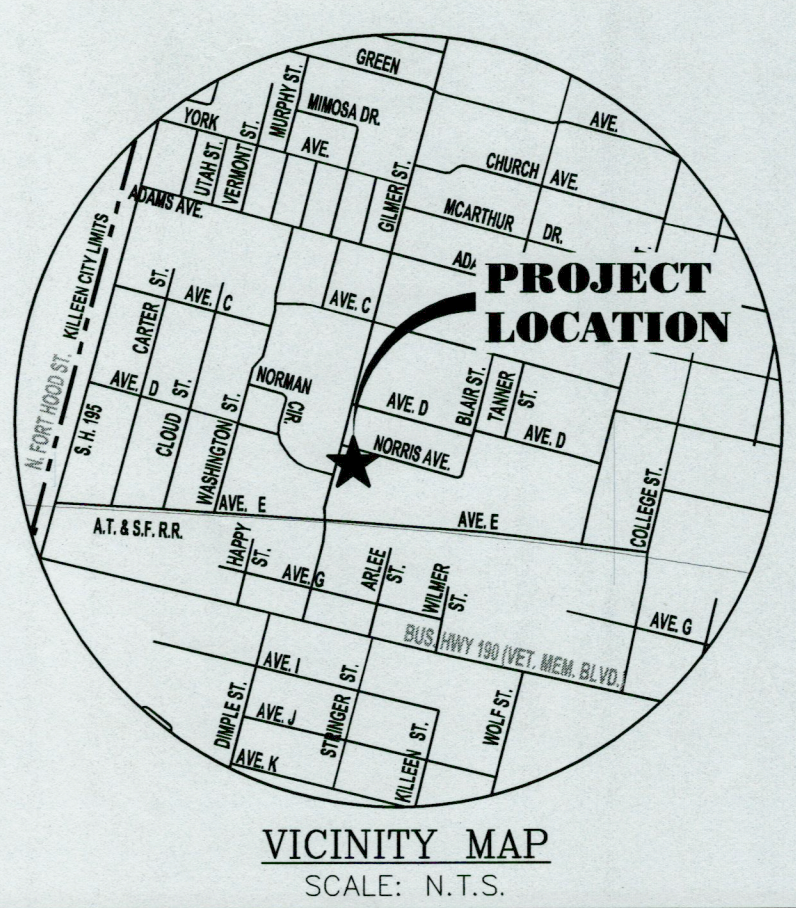 GREEN
AVE.
MURPHY ST.
MIMOSA DR.
YORK
AVE.
UTAH ST.
VERMONT ST.
GILMER ST.
CHURCH AVE.
ADAMS AVE.
MCARTHUR DR.
KILLEEN CITY LIMITS
N. FORT HOOD ST.
S.H. 195
PROJECT
LOCATION
CARTER ST.
AVE. C
AVE. C
AVE. D
CLOUD ST.
WASHINGTON ST.
NORMAN
CIR.
AVE. D
BLAIR ST.
TANNER ST.
AVE. D
NORRIS AVE.
COLLEGE ST.
AVE. E
AVE. E
A.T. & S.F. R.R.
HAPPY ST.
AVE. G
ARLEE ST.
WILMER ST.
AVE. G
BUS. HWY 190 (VET. MEM. BLVD.)
AVE. I
DIMPLE ST.
AVE. J
STRINGER ST.
KILLEEN ST.
WOLF ST.
AVE. K
VICINITY MAP
SCALE: N.T.S.